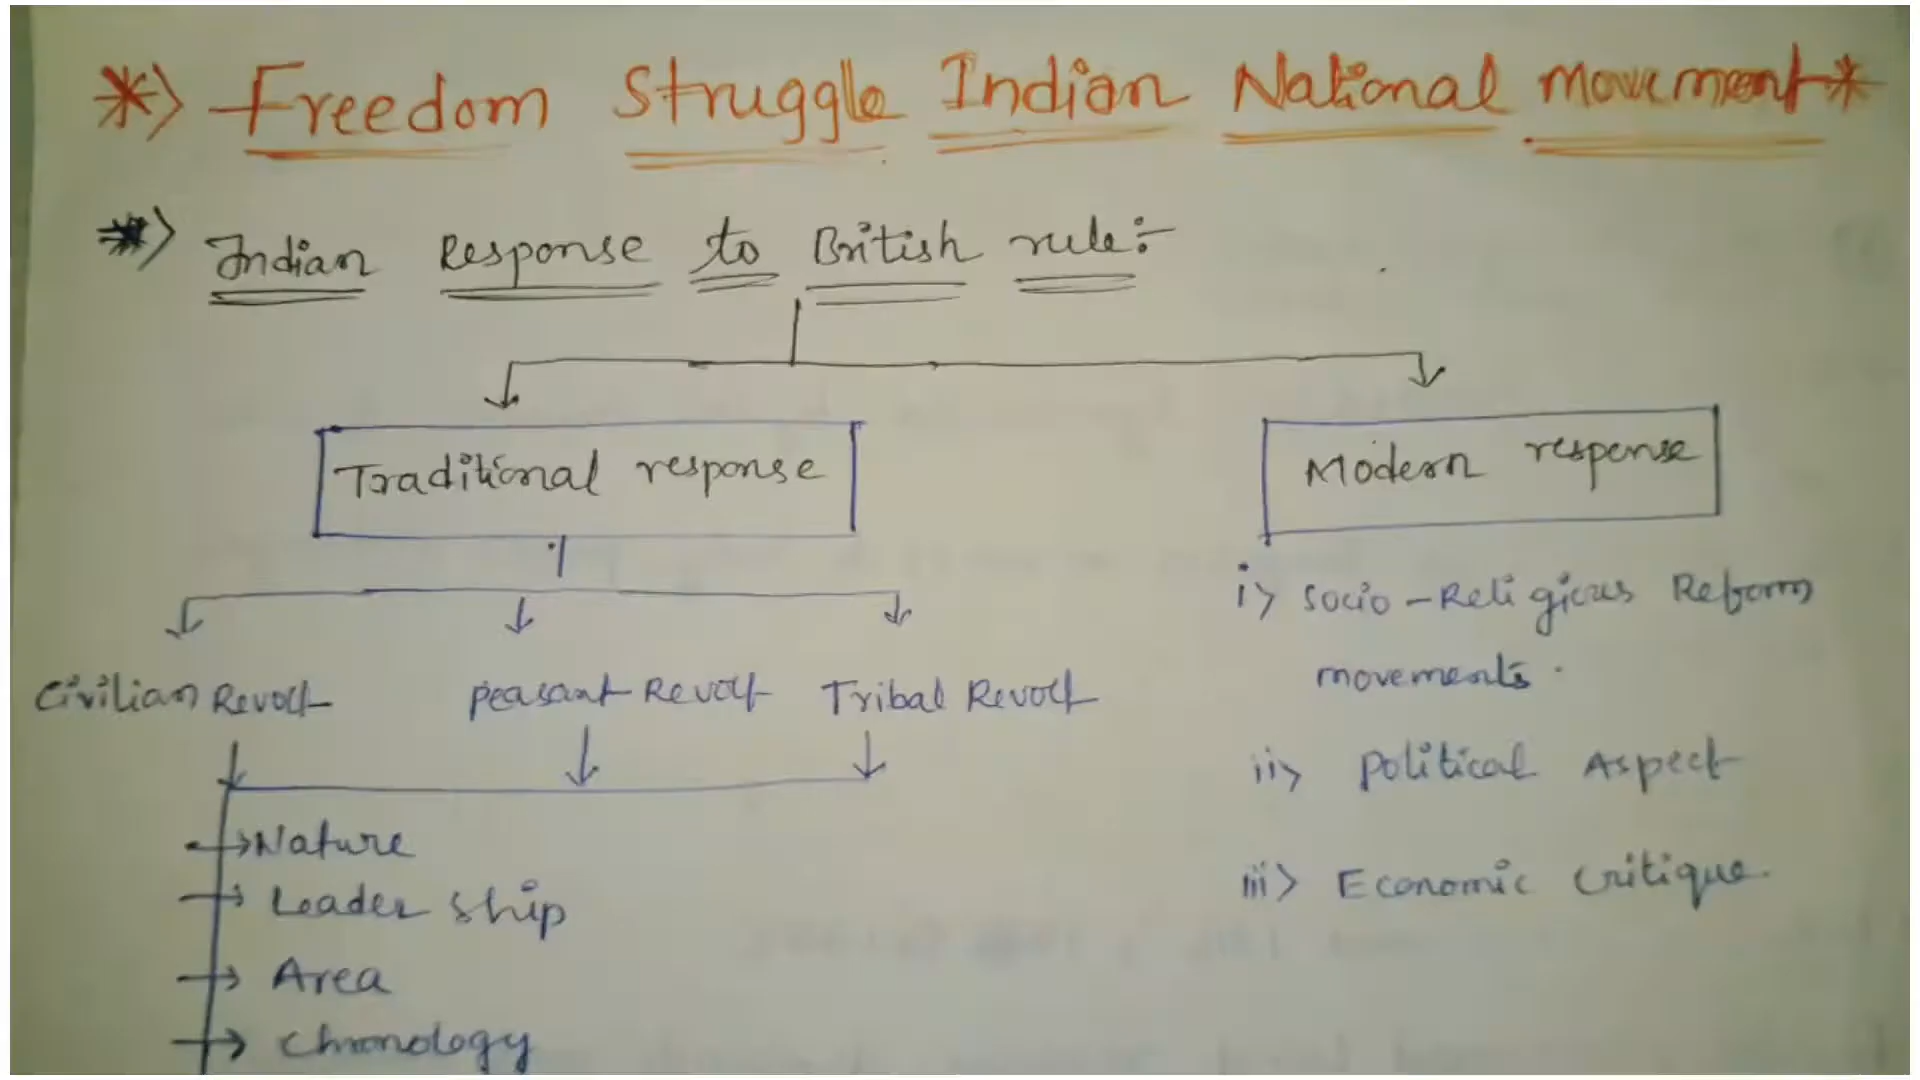 *> Freedom Struggle Indian National movement *
*> Indian Response to British rule:-
Traditional response
Modern response
Civilian Revolt
peasant Revolt
Tribal Revolt
→ Nature
→ Leader ship
→ Area
→ chronology
i> Socio-Religious Reform
movements.
ii> political Aspect
iii> Economic critique.